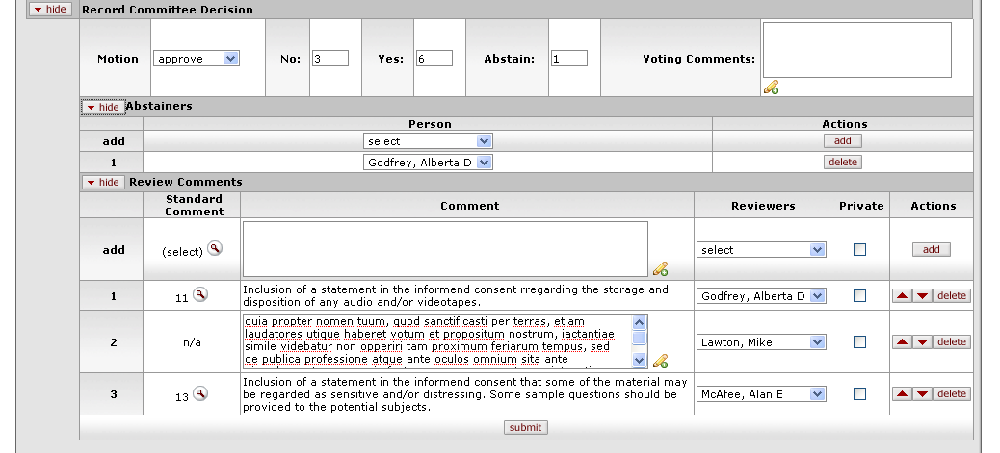 hide Record Committee Decision
Motion approve No: 3 Yes: 6 Abstain: 1 Voting Comments:
hide Abstainers
Person Actions
add select add
1 Godfrey, Alberta D delete
hide Review Comments
Standard Comment Comment Reviewers Private Actions
add (select) select add
1 11 Inclusion of a statement in the informend consent rregarding the storage and
disposition of any audio and/or videotapes. Godfrey, Alberta D delete
quia propter nomen tuum, quod sanctificasti per terras, etiam
laudatores utique haberet votum et propositum nostrum, iactantiae
2 n/a simile videbatur non opperiri tam proximum feriarum tempus, sed Lawton, Mike delete
de publica professione atque ante oculos omnium sita ante
3 13 Inclusion of a statement in the informend consent that some of the material may
be regarded as sensitive and/or distressing. Some sample questions should be McAfee, Alan E delete
provided to the potential subjects.
submit